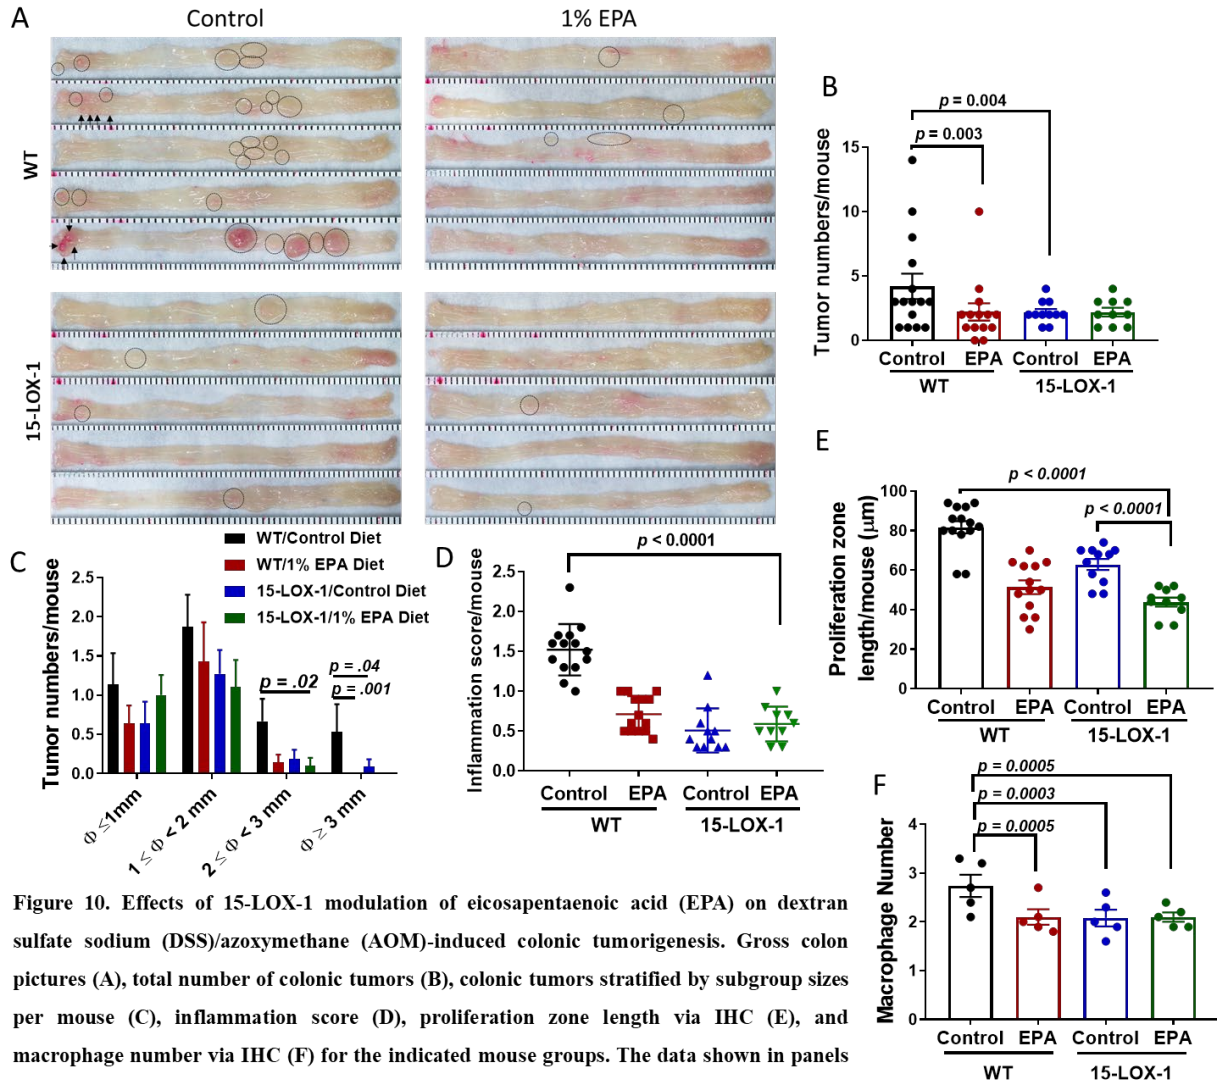 A
Control
1% EPA
WT
15-LOX-1
B
p = 0.004
p = 0.003
Tumor numbers/mouse
15
10
5
0
Control EPA Control EPA
WT 15-LOX-1
C
WT/Control Diet
WT/1% EPA Diet
15-LOX-1/Control Diet
15-LOX-1/1% EPA Diet
Tumor numbers/mouse
2.5
2.0
1.5
1.0
0.5
0.0
p = .02
p = .04
p = .001
Φ ≤1mm
1 ≤ Φ < 2 mm
2 ≤ Φ < 3 mm
Φ ≥ 3 mm
D
p < 0.0001
Inflammation score/mouse
2.5
2.0
1.5
1.0
0.5
0.0
Control EPA Control EPA
WT 15-LOX-1
E
p < 0.0001
p < 0.0001
Proliferation zone
length/mouse (μm)
100
80
60
40
20
0
Control EPA Control EPA
WT 15-LOX-1
F
p = 0.0005
p = 0.0003
p = 0.0005
Macrophage Number
4
3
2
1
0
Control EPA Control EPA
WT 15-LOX-1
Figure 10. Effects of 15-LOX-1 modulation of eicosapentaenoic acid (EPA) on dextran
sulfate sodium (DSS)/azoxymethane (AOM)-induced colonic tumorigenesis. Gross colon
pictures (A), total number of colonic tumors (B), colonic tumors stratified by subgroup sizes
per mouse (C), inflammation score (D), proliferation zone length via IHC (E), and
macrophage number via IHC (F) for the indicated mouse groups. The data shown in panels